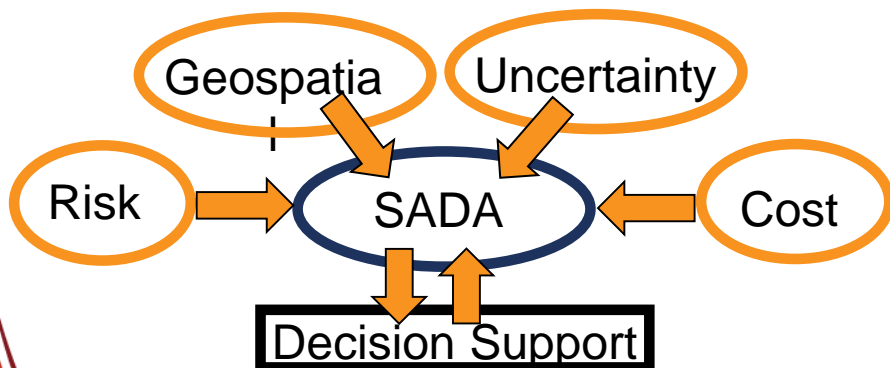 Geospatia
l
Uncertainty
Risk
SADA
Cost
Decision Support